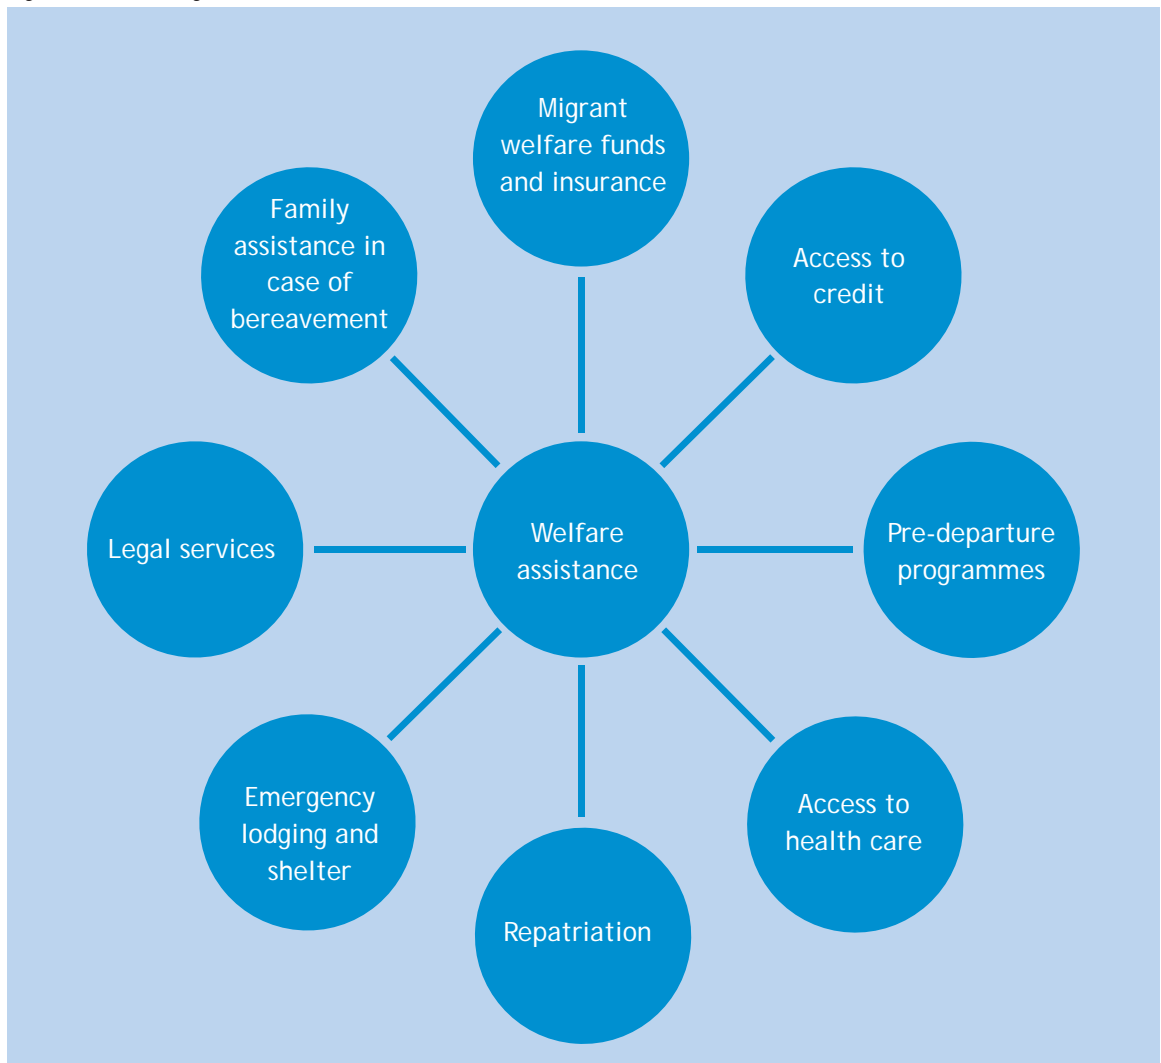 Migrant
welfare funds
and insurance
Family
assistance in
case of
bereavement
Access to
credit
Legal services
Welfare
assistance
Pre-departure
programmes
Emergency
lodging and
shelter
Access to
health care
Repatriation